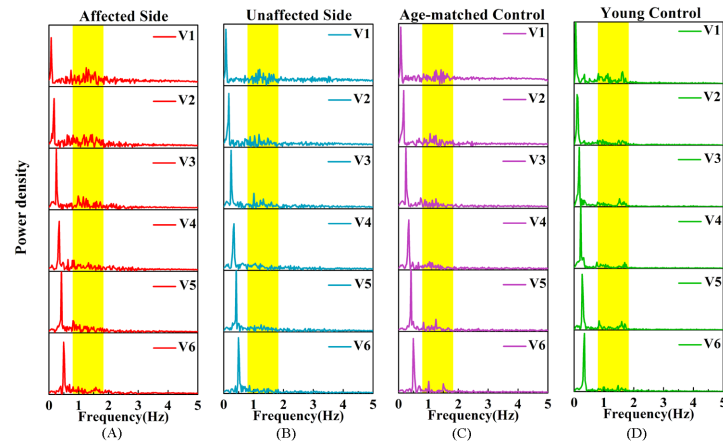 Affected Side Unaffected Side Age-matched Control Young Control
V1 V1 V1 V1
V2 V2 V2 V2
V3 V3 V3 V3
Power density
V4 V4 V4 V4
V5 V5 V5 V5
V6 V6 V6 V6
0 1 2 3 4 5 0 1 2 3 4 5 0 1 2 3 4 5 0 1 2 3 4 5
Frequency(Hz) Frequency(Hz) Frequency(Hz) Frequency(Hz)
(A) (B) (C) (D)